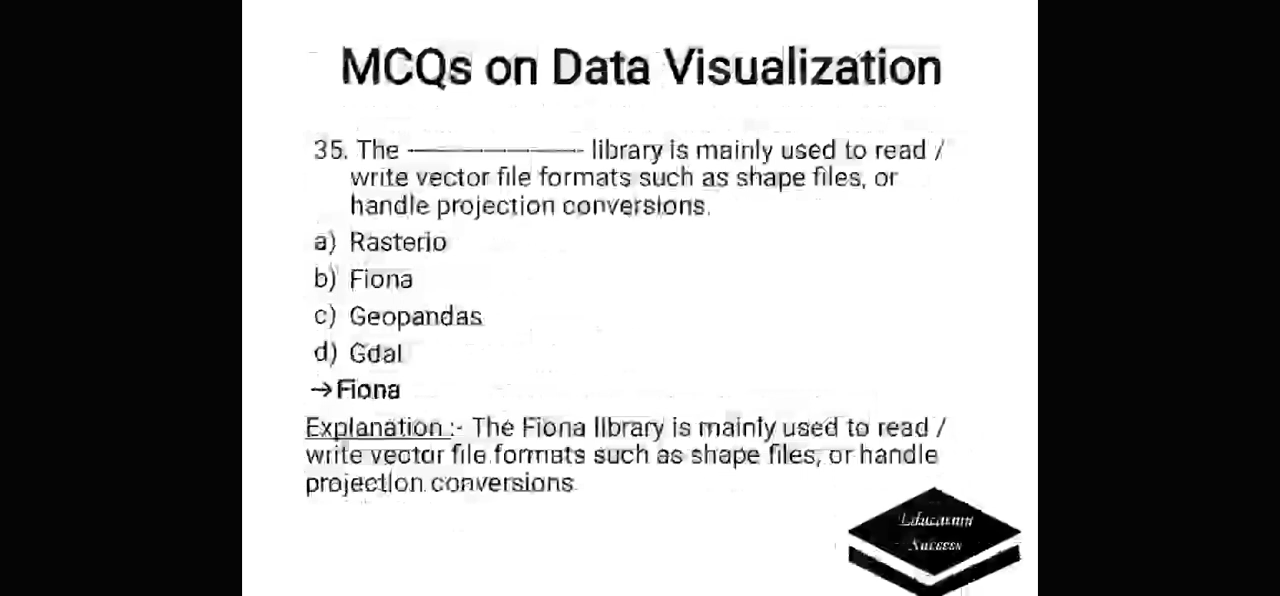 MCQs on Data Visualization
35. The ——————— library is mainly used to read /
write vector file formats such as shape files, or
handle projection conversions.
a) Rasterio
b) Fiona
c) Geopandas
d) Gdal
→Fiona
Explanation :- The Fiona library is mainly used to read /
write vector file formats such as shape files, or handle
projection conversions
Success